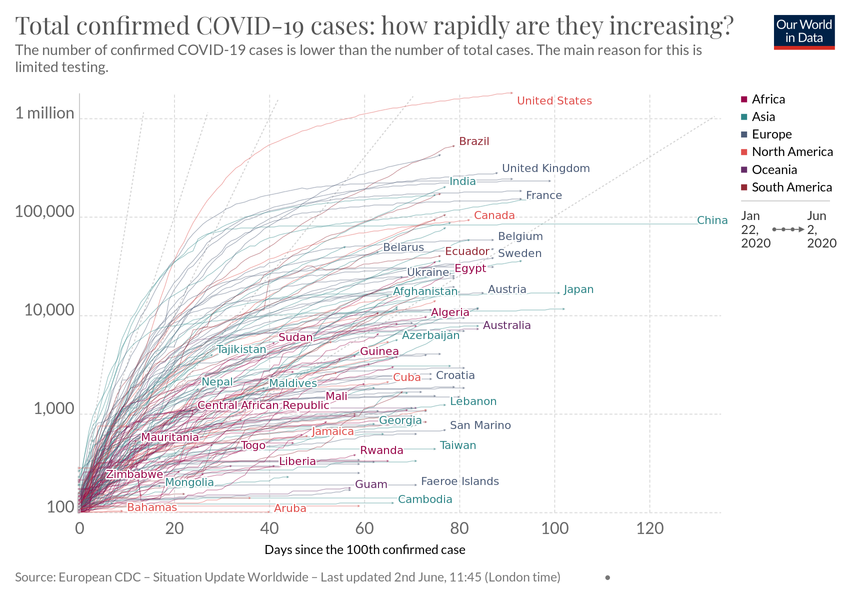 Total confirmed COVID-19 cases: how rapidly are they increasing?
The number of confirmed COVID-19 cases is lower than the number of total cases. The main reason for this is
limited testing.
Our World
in Data
1 million
100,000
10,000
1,000
100
0
20
40
60
80
100
120
Days since the 100th confirmed case
United States
Brazil
United Kingdom
India
France
Canada
China
Belgium
Belarus
Ecuador
Sweden
Ukraine
Egypt
Afghanistan
Austria
Japan
Algeria
Australia
Sudan
Azerbaijan
Tajikistan
Guinea
Nepal
Maldives
Cuba
Croatia
Mali
Central African Republic
Lebanon
Georgia
San Marino
Mauritania
Jamaica
Togo
Taiwan
Rwanda
Liberia
Zimbabwe
Mongolia
Guam
Faeroe Islands
Cambodia
Bahamas
Aruba
Africa
Asia
Europe
North America
Oceania
South America
Jan
22,
2020
Jun
2,
2020
Source: European CDC – Situation Update Worldwide – Last updated 2nd June, 11:45 (London time)